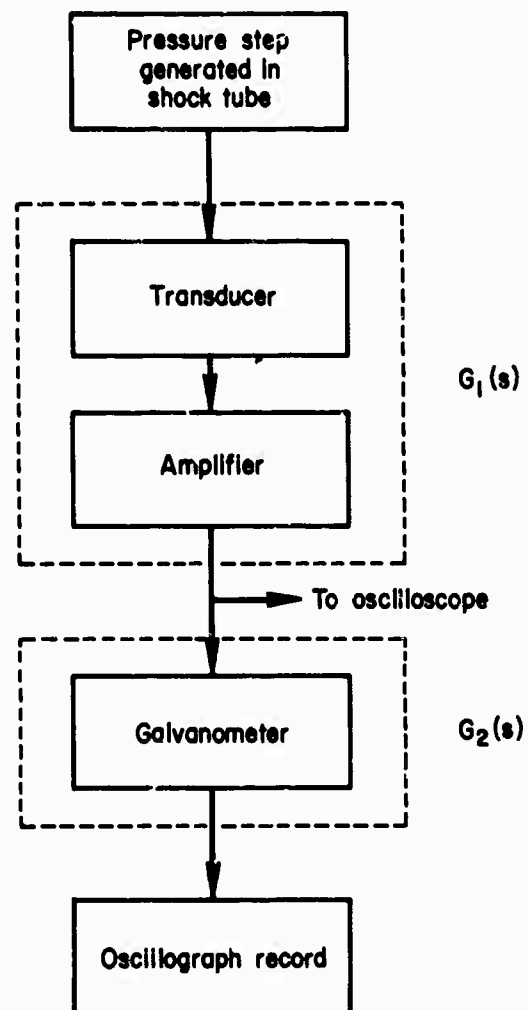 Pressure step
generated in
shock tube
Transducer
G₁(s)
Amplifier
To oscilloscope
Galvanometer
G₂(s)
Oscillograph record